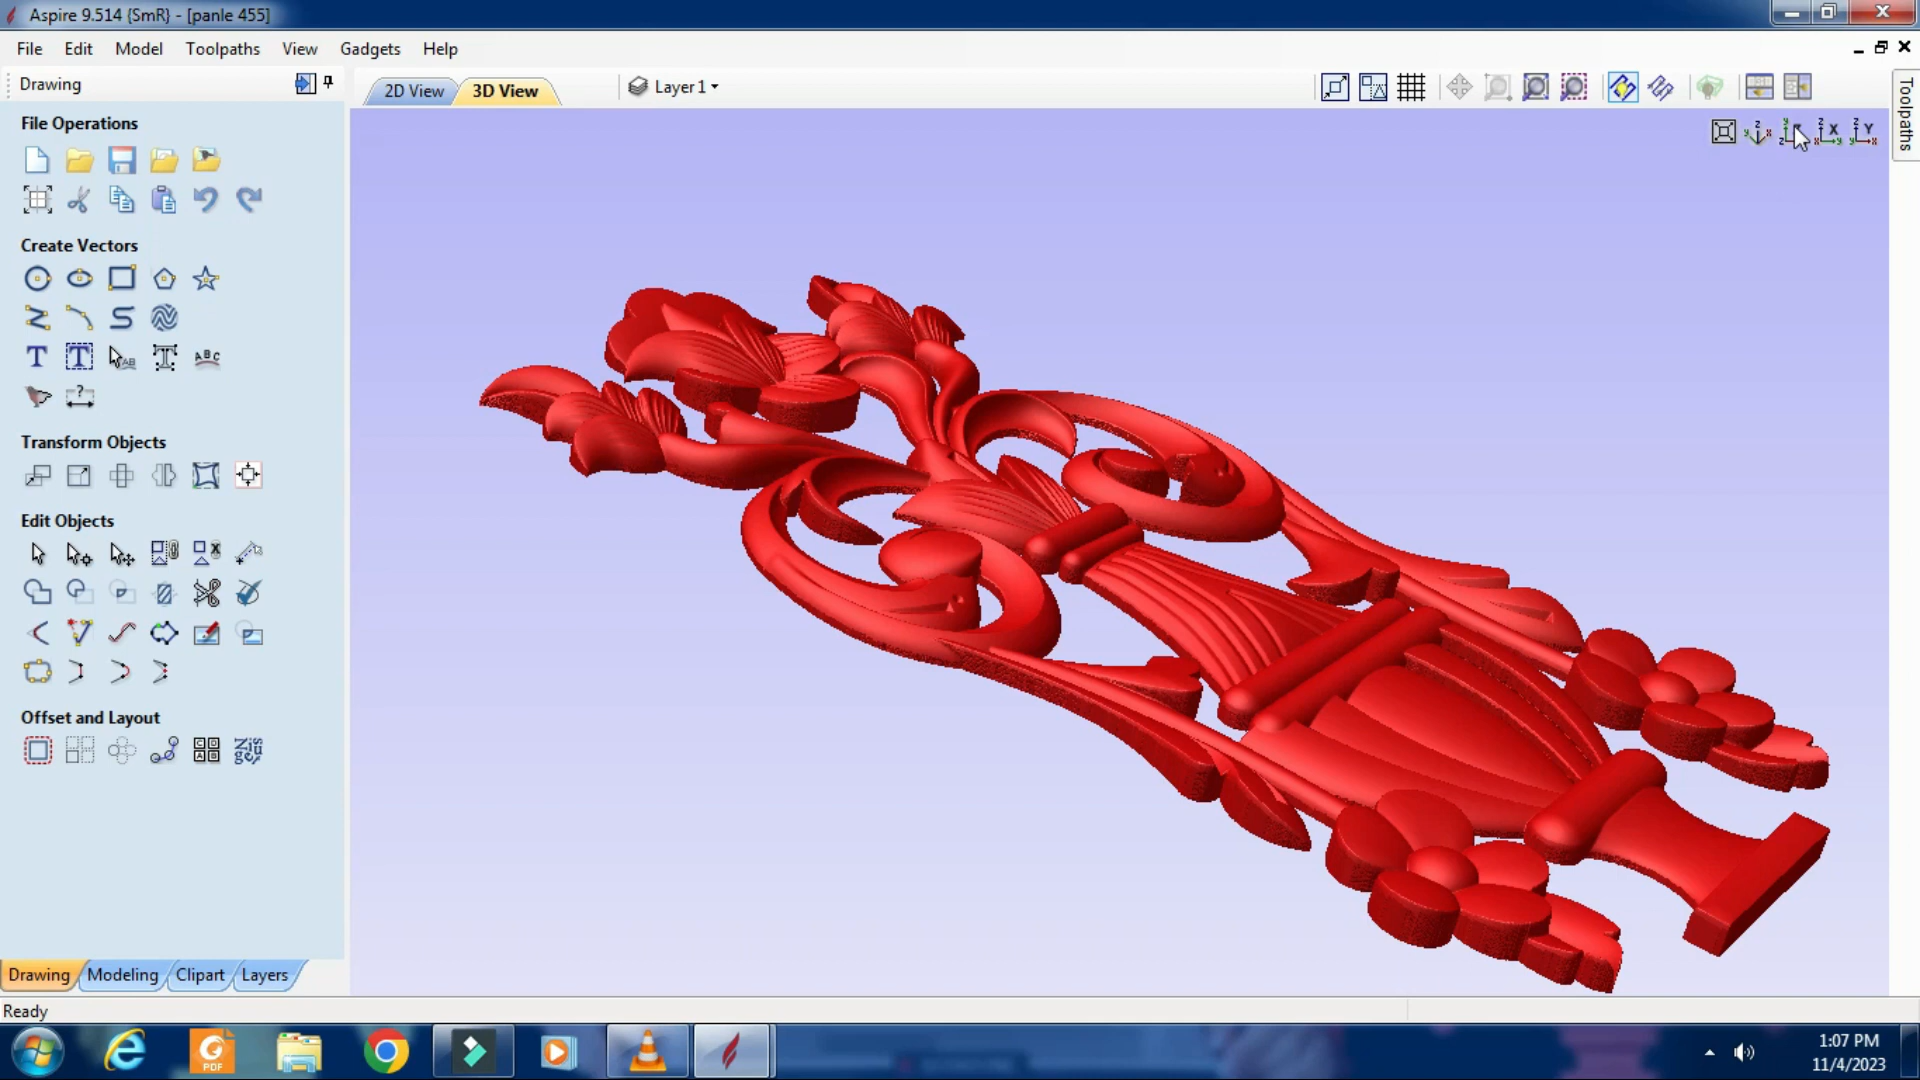 Aspire 9.514 {SmR} - [panle 455]
File Edit Model Toolpaths View Gadgets Help
Drawing
2D View 3D View Layer 1
Toolpaths
File Operations
Create Vectors
Transform Objects
Edit Objects
Offset and Layout
Drawing Modeling Clipart Layers
Ready
PDF
1:07 PM
11/4/2023